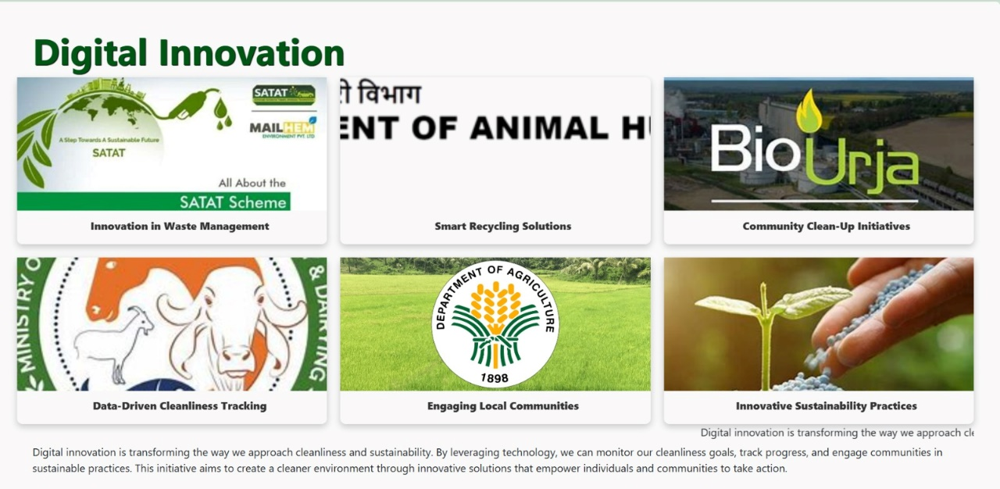 Digital Innovation
A Step Towards A Sustainable Future
SATAT
SATAT
MAILHEM
ENVIRONMENT PVT. LTD
All About the
SATAT Scheme
Innovation in Waste Management
विभाग
ENT OF ANIMAL
Smart Recycling Solutions
BioUrja
Community Clean-Up Initiatives
MINISTRY
& DAIRYING
Data-Driven Cleanliness Tracking
DEPARTMENT OF AGRICULTURE
1898
Engaging Local Communities
Innovative Sustainability Practices
Digital innovation is transforming the way we approach cle
Digital innovation is transforming the way we approach cleanliness and sustainability. By leveraging technology, we can monitor our cleanliness goals, track progress, and engage communities in
sustainable practices. This initiative aims to create a cleaner environment through innovative solutions that empower individuals and communities to take action.